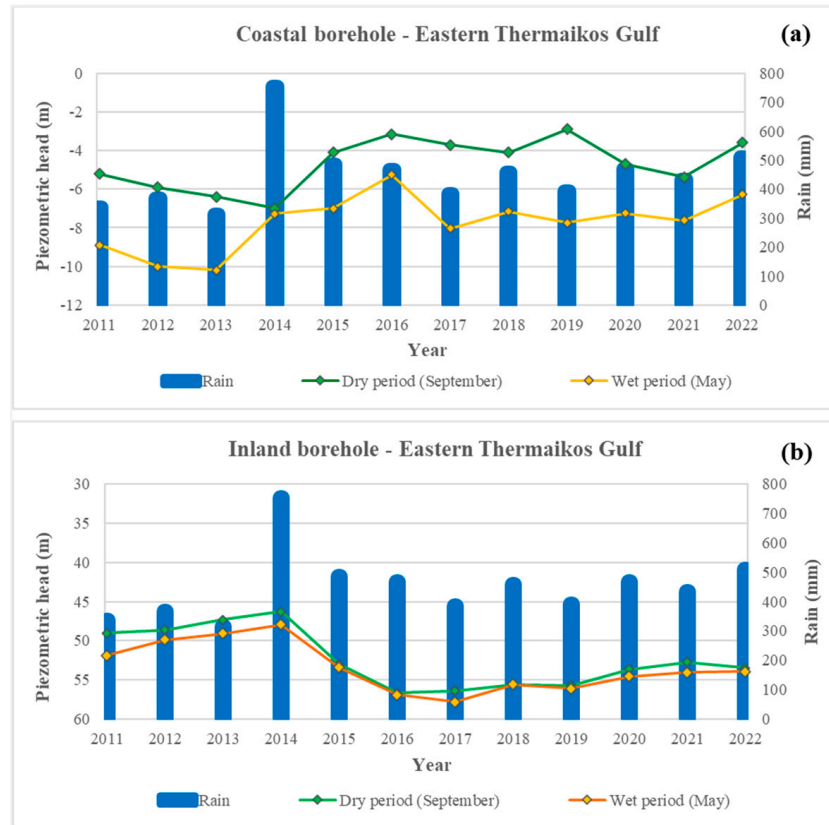 Coastal borehole - Eastern Thermaikos Gulf
(a)
Piezometric head (m)
0
-2
-4
-6
-8
-10
-12
800
700
600
500
400
300
200
100
0
Rain (mm)
2011 2012 2013 2014 2015 2016 2017 2018 2019 2020 2021 2022
Year
Rain Dry period (September) Wet period (May)
Inland borehole - Eastern Thermaikos Gulf
(b)
Piezometric head (m)
30
35
40
45
50
55
60
800
700
600
500
400
300
200
100
0
Rain (mm)
2011 2012 2013 2014 2015 2016 2017 2018 2019 2020 2021 2022
Year
Rain Dry period (September) Wet period (May)